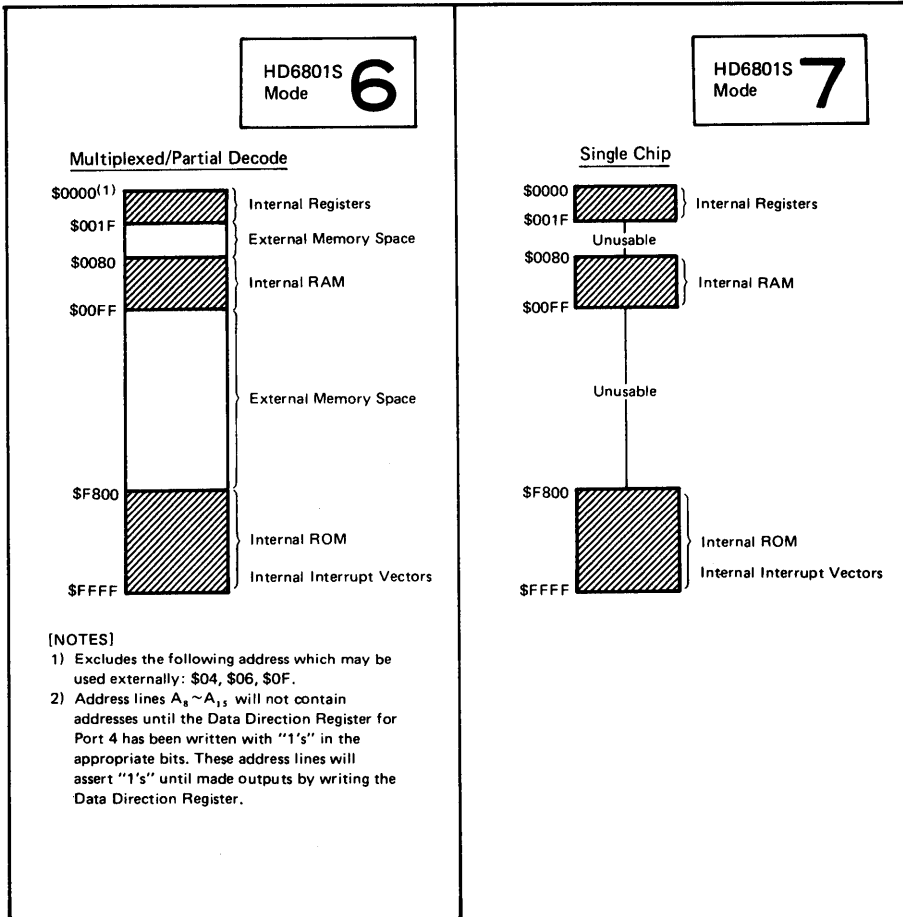 HD6801S
Mode 6
Multiplexed/Partial Decode
$0000(1)
Internal Registers
$001F
External Memory Space
$0080
Internal RAM
$00FF
External Memory Space
$F800
Internal ROM
Internal Interrupt Vectors
$FFFF
[NOTES]
1) Excludes the following address which may be
used externally: $04, $06, $0F.
2) Address lines A₈~A₁₅ will not contain
addresses until the Data Direction Register for
Port 4 has been written with "1's" in the
appropriate bits. These address lines will
assert "1's" until made outputs by writing the
Data Direction Register.
HD6801S
Mode 7
Single Chip
$0000
Internal Registers
$001F
Unusable
$0080
Internal RAM
$00FF
Unusable
$F800
Internal ROM
Internal Interrupt Vectors
$FFFF